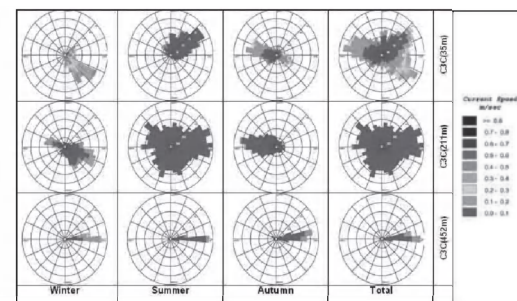 C3C(35m)
C3C(211m)
C3C(452m)
Winter Summer Autumn Total
Current Speed
m/sec
>= 0.8
0.7- 0.8
0.6- 0.7
0.5- 0.6
0.4- 0.5
0.3- 0.4
0.2- 0.3
0.1- 0.2
0.0- 0.1